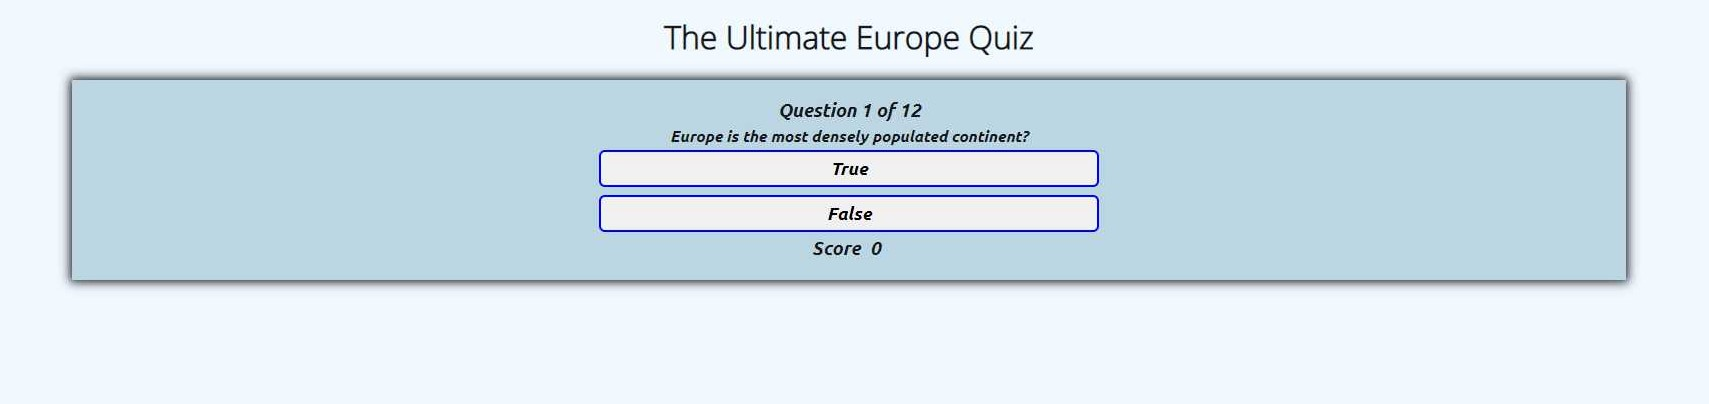 The Ultimate Europe Quiz
Question 1 of 12
Europe is the most densely populated continent?
True
False
Score 0